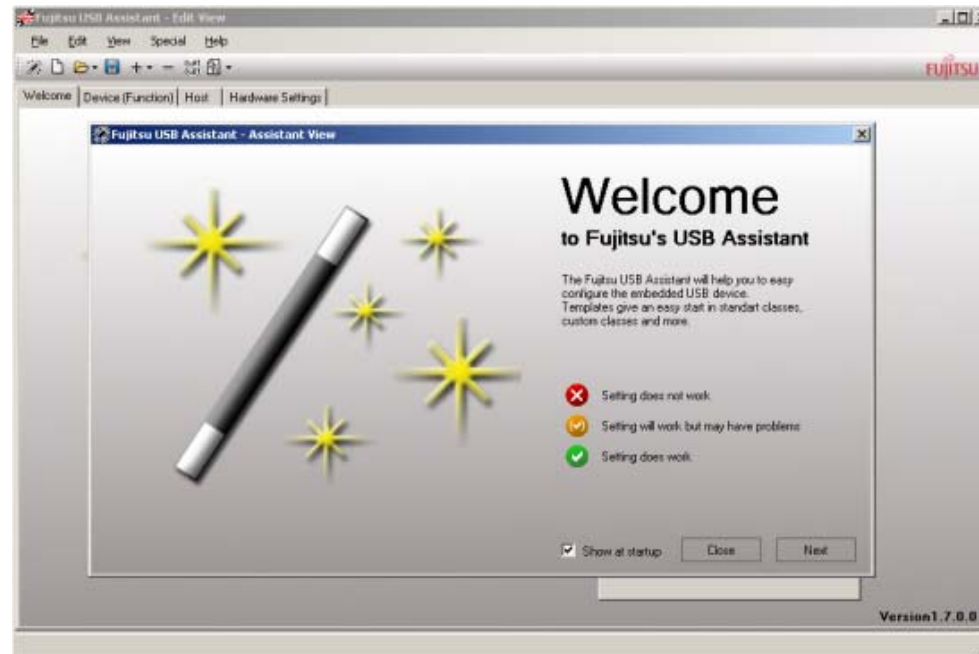 Fujitsu USB Assistant - Edit View
File Edit View Special Help
FUJITSU
Welcome Device (Function) Host Hardware Settings
Fujitsu USB Assistant - Assistant View
Welcome
to Fujitsu's USB Assistant
The Fujitsu USB Assistant will help you to easy
configure the embedded USB device.
Templates give an easy start in standart classes,
custom classes and more.
Setting does not work
Setting will work but may have problems
Setting does work
Show at startup Close Next
Version1.7.0.0